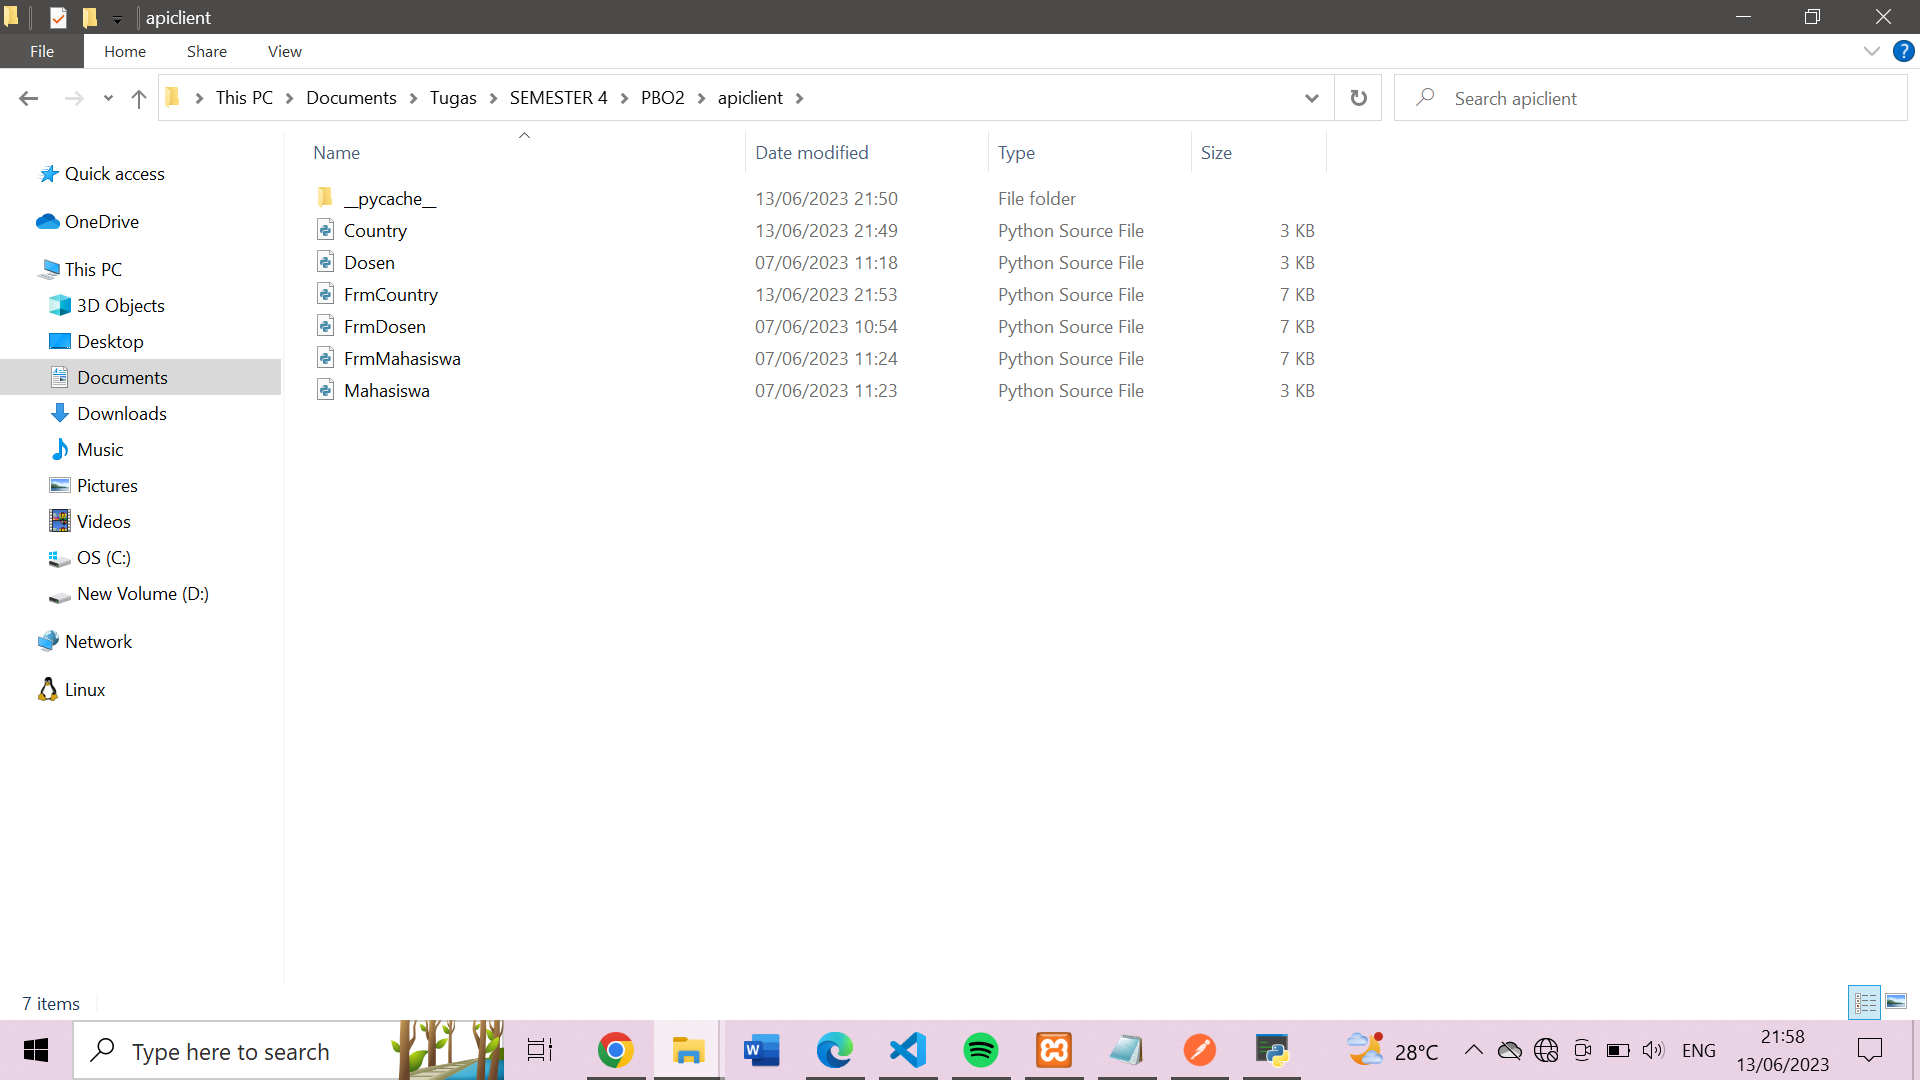 apiclient
File Home Share View
This PC Documents Tugas SEMESTER 4 PBO2 apiclient
Search apiclient
Name Date modified Type Size
__pycache__ 13/06/2023 21:50 File folder
Country 13/06/2023 21:49 Python Source File 3 KB
Dosen 07/06/2023 11:18 Python Source File 3 KB
FrmCountry 13/06/2023 21:53 Python Source File 7 KB
FrmDosen 07/06/2023 10:54 Python Source File 7 KB
FrmMahasiswa 07/06/2023 11:24 Python Source File 7 KB
Mahasiswa 07/06/2023 11:23 Python Source File 3 KB
Quick access
OneDrive
This PC
3D Objects
Desktop
Documents
Downloads
Music
Pictures
Videos
OS (C:)
New Volume (D:)
Network
Linux
7 items
Type here to search
28°C
ENG
21:58
13/06/2023